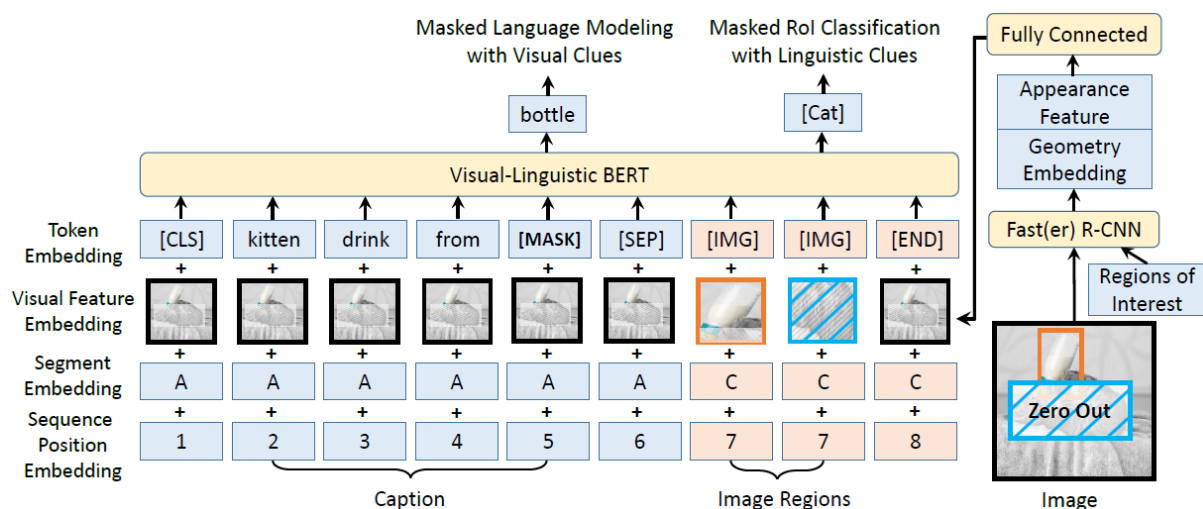 Masked Language Modeling
with Visual Clues
Masked RoI Classification
with Linguistic Clues
Fully Connected
bottle
[Cat]
Appearance
Feature
Geometry
Embedding
Visual-Linguistic BERT
Token
Embedding
[CLS] kitten drink from [MASK] [SEP] [IMG] [IMG] [END]
Fast(er) R-CNN
+ + + + + + + + +
Regions of
Interest
Visual Feature
Embedding
+ + + + + + + + +
Segment
Embedding
A A A A A A C C C
Zero Out
+ + + + + + + + +
Sequence
Position
Embedding
1 2 3 4 5 6 7 7 8
Caption
Image Regions
Image